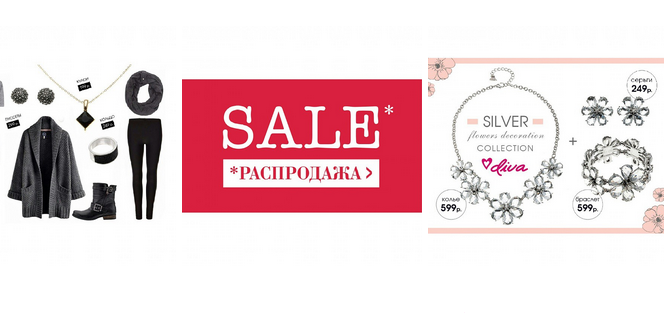 SALE*
*РАСПРОДАЖА >
SILVER
flowers decoration
COLLECTION
diva
+
серьги
249р.
колье
599р.
браслет
599р.